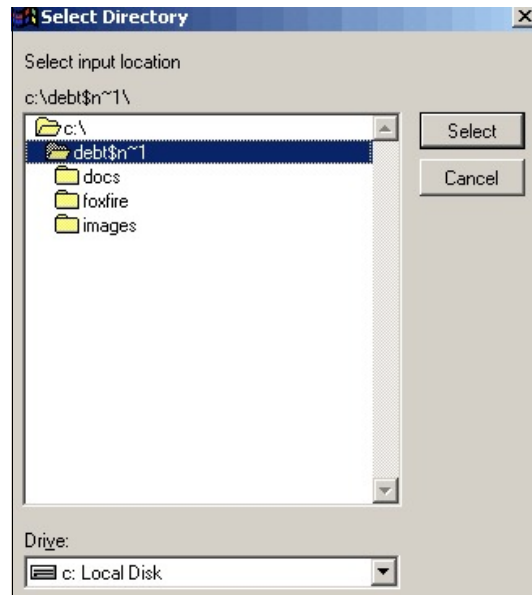 Select Directory
Select input location
c:\debt$n~1\
c:\
debt$n~1
docs
foxfire
images
Select
Cancel
Drive:
c: Local Disk